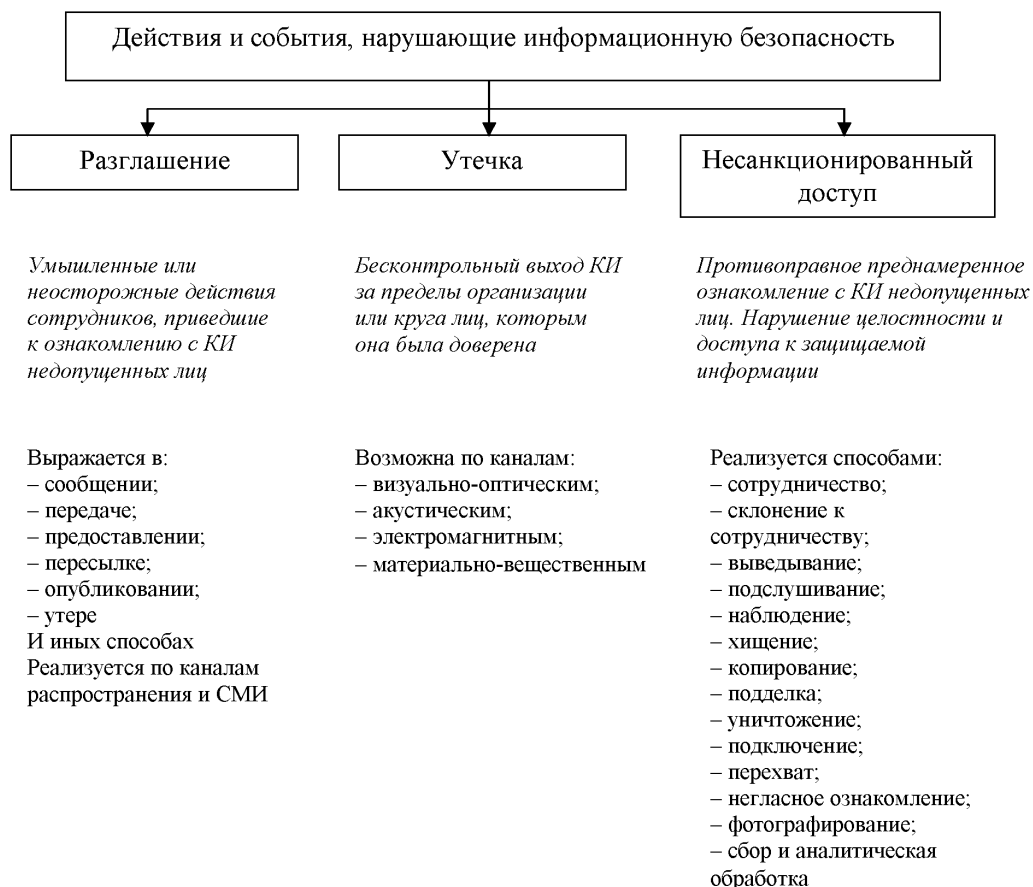 Действия и события, нарушающие информационную безопасность
Разглашение
Утечка
Несанкционированный
доступ
Умышленные или
неосторожные действия
сотрудников, приведшие
к ознакомлению с КИ
недопущенных лиц
Бесконтрольный выход КИ
за пределы организации
или круга лиц, которым
она была доверена
Противоправное преднамеренное
ознакомление с КИ недопущенных
лиц. Нарушение целостности и
доступа к защищаемой
информации
Выражается в:
– сообщении;
– передаче;
– предоставлении;
– пересылке;
– опубликовании;
– утере
И иных способах
Реализуется по каналам
распространения и СМИ
Возможна по каналам:
– визуально-оптическим;
– акустическим;
– электромагнитным;
– материально-вещественным
Реализуется способами:
– сотрудничество;
– склонение к
сотрудничеству;
– выведывание;
– подслушивание;
– наблюдение;
– хищение;
– копирование;
– подделка;
– уничтожение;
– подключение;
– перехват;
– негласное ознакомление;
– фотографирование;
– сбор и аналитическая
обработка